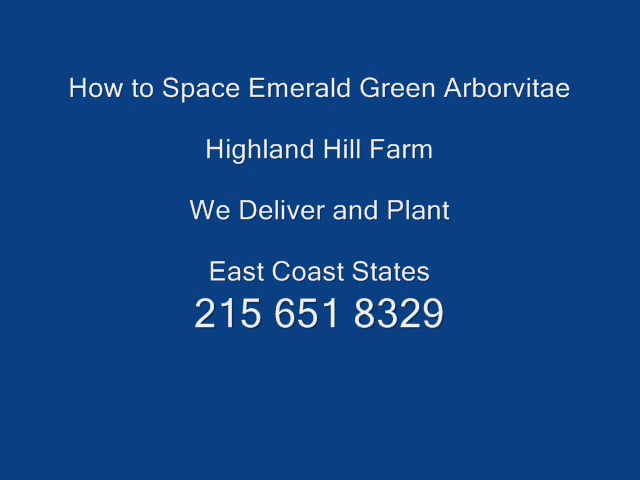 How to Space Emerald Green Arborvitae
Highland Hill Farm
We Deliver and Plant
East Coast States
215 651 8329